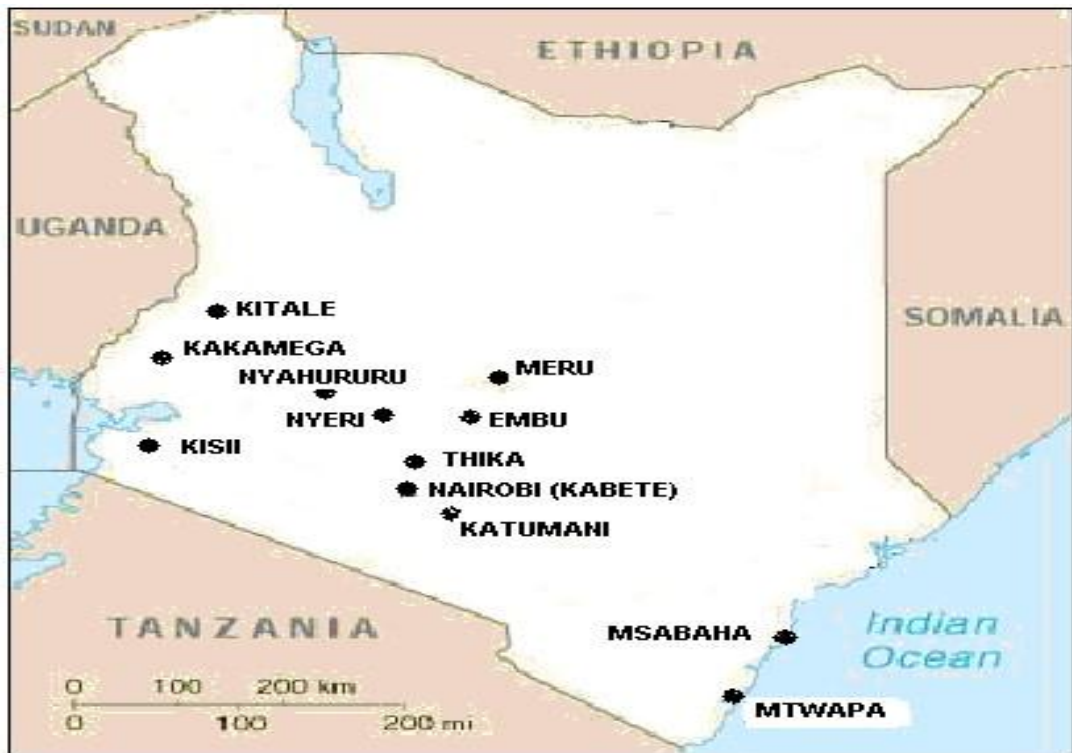 SUDAN
ETHIOPIA
UGANDA
KITALE
SOMALIA
KAKAMEGA
MERU
NYAHURURU
NYERI
EMBU
KISII
THIKA
NAIROBI (KABETE)
KATUMANI
TANZANIA
MSABAHA
Indian
Ocean
0 100 200 km
0 100 200 mi
MTWAPA